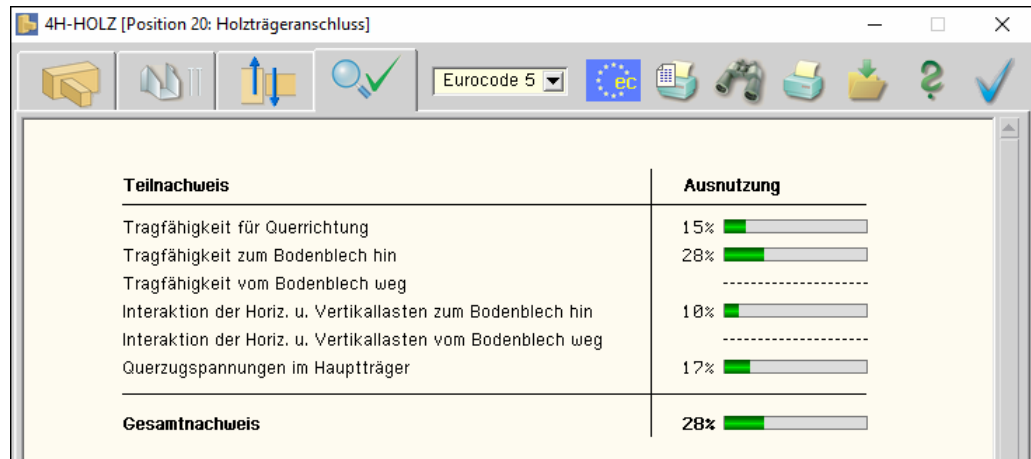 4H-HOLZ [Position 20: Holzträgeranschluss]
Eurocode 5
ec
Teilnachweis Ausnutzung
Tragfähigkeit für Querrichtung 15%
Tragfähigkeit zum Bodenblech hin 28%
Tragfähigkeit vom Bodenblech weg --------------------
Interaktion der Horiz. u. Vertikallasten zum Bodenblech hin 10%
Interaktion der Horiz. u. Vertikallasten vom Bodenblech weg --------------------
Querzugspannungen im Hauptträger 17%
Gesamtnachweis 28%